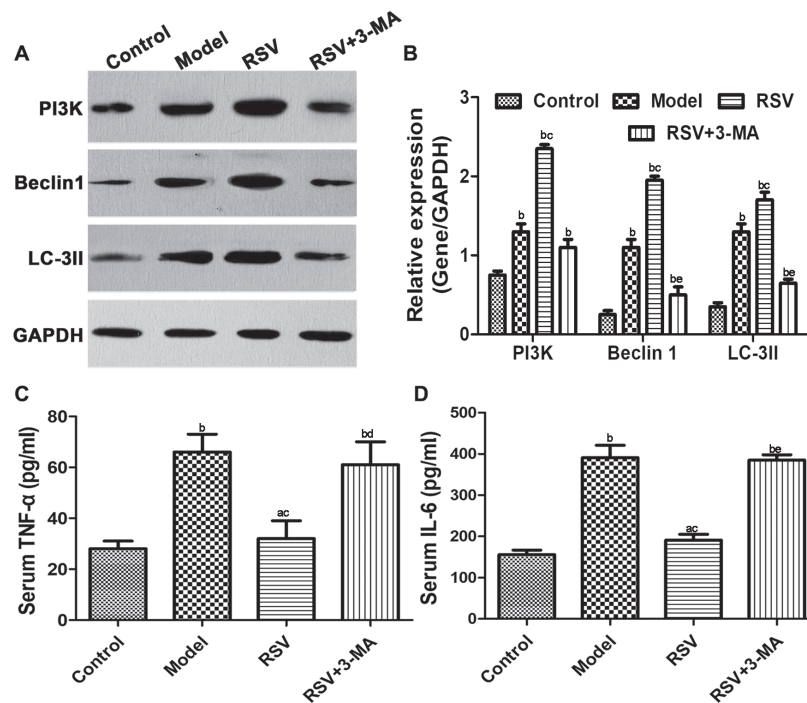 A
Control
Model
RSV
RSV+3-MA
PI3K
Beclin1
LC-3II
GAPDH
B
Relative expression
(Gene/GAPDH)
3
2
1
0
Control
Model
RSV
RSV+3-MA
b
bc
b
b
bc
be
b
bc
be
PI3K
Beclin 1
LC-3II
C
Serum TNF-α (pg/ml)
80
60
40
20
0
b
ac
bd
Control
Model
RSV
RSV+3-MA
D
Serum IL-6 (pg/ml)
500
400
300
200
100
0
b
ac
be
Control
Model
RSV
RSV+3-MA